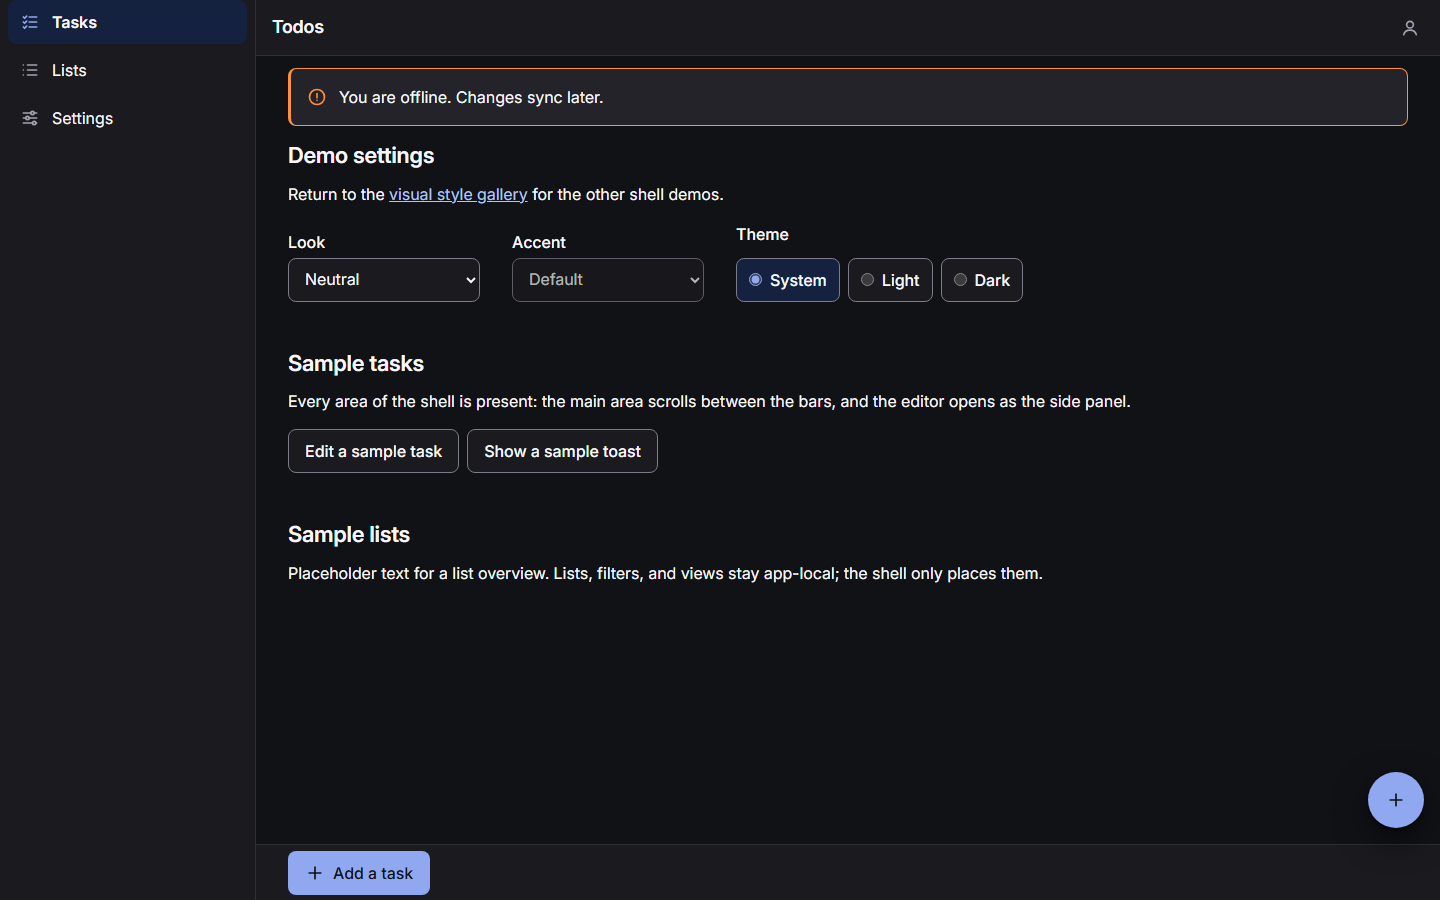 Tasks
Lists
Settings
Todos
You are offline. Changes sync later.
Demo settings
Return to the visual style gallery for the other shell demos.
Look
Neutral
Accent
Default
Theme
System
Light
Dark
Sample tasks
Every area of the shell is present: the main area scrolls between the bars, and the editor opens as the side panel.
Edit a sample task
Show a sample toast
Sample lists
Placeholder text for a list overview. Lists, filters, and views stay app-local; the shell only places them.
Add a task